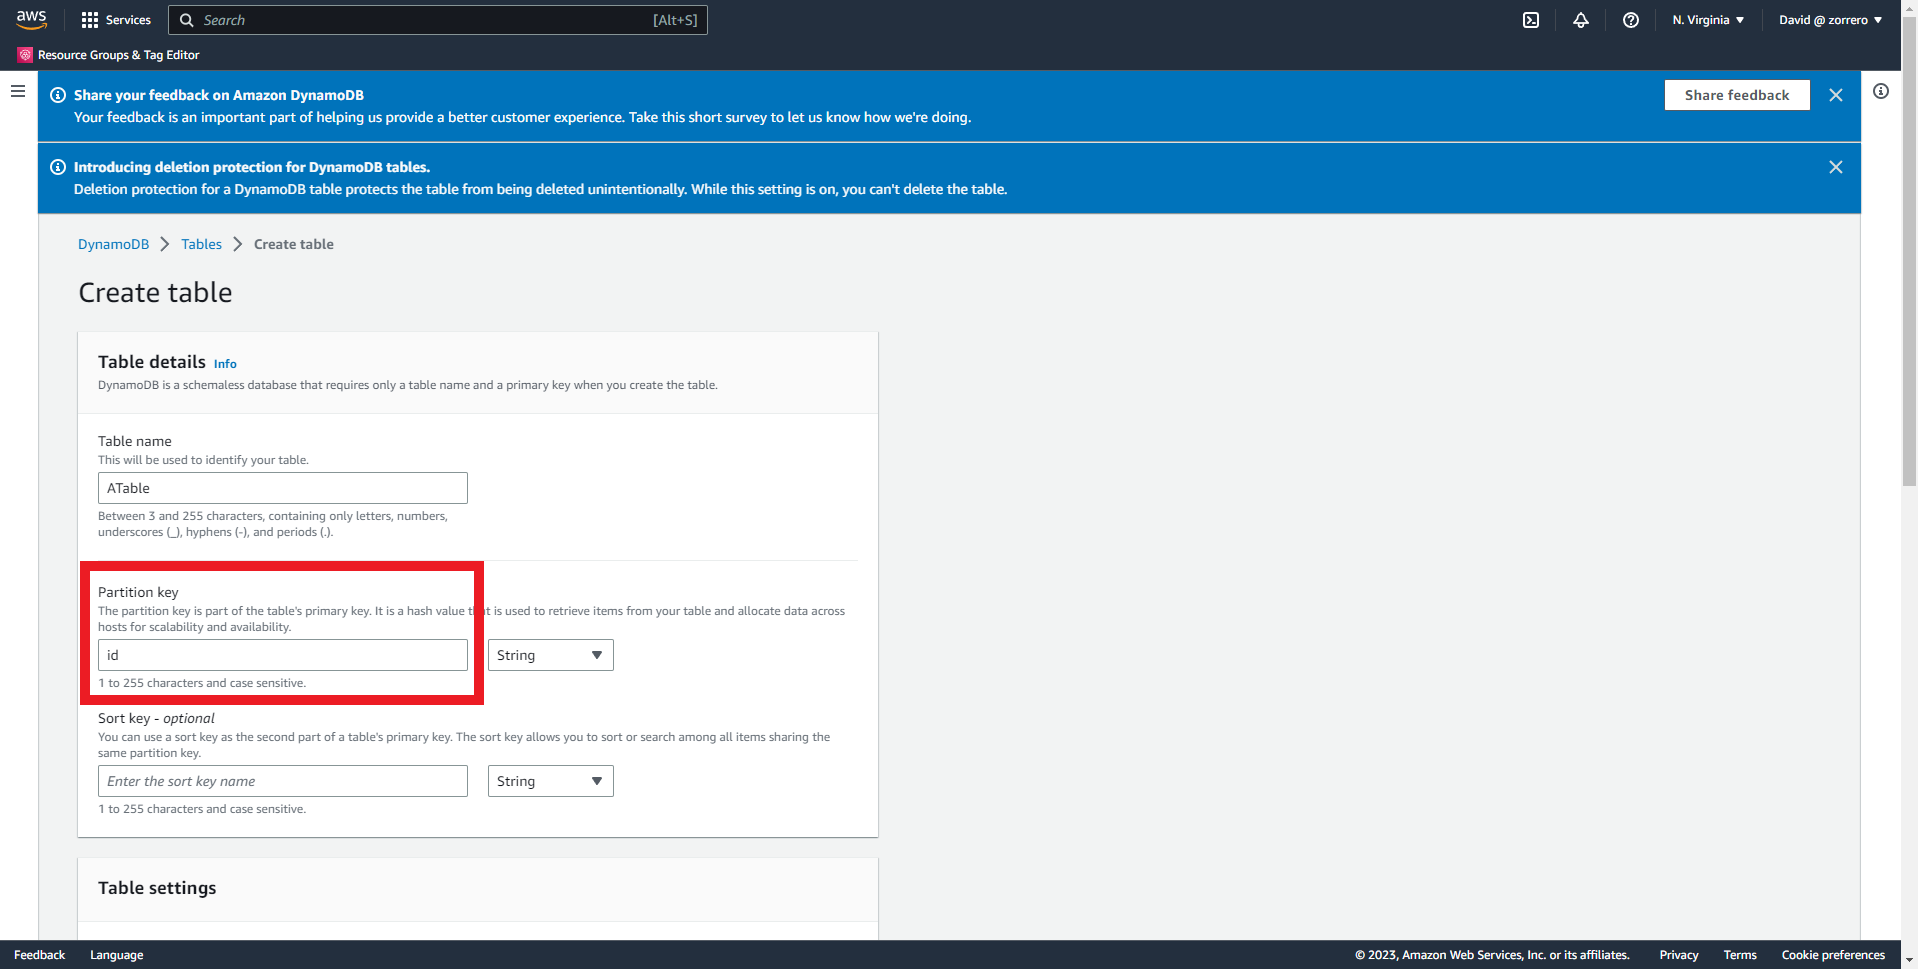 aws
Services
Search
[Alt+S]
N. Virginia
David @ zorrero
Resource Groups & Tag Editor
Share your feedback on Amazon DynamoDB
Your feedback is an important part of helping us provide a better customer experience. Take this short survey to let us know how we're doing.
Share feedback
Introducing deletion protection for DynamoDB tables.
Deletion protection for a DynamoDB table protects the table from being deleted unintentionally. While this setting is on, you can't delete the table.
DynamoDB > Tables > Create table
Create table
Table details Info
DynamoDB is a schemaless database that requires only a table name and a primary key when you create the table.
Table name
This will be used to identify your table.
ATable
Between 3 and 255 characters, containing only letters, numbers,
underscores (_), hyphens (-), and periods (.).
Partition key
The partition key is part of the table's primary key. It is a hash value that is used to retrieve items from your table and allocate data across
hosts for scalability and availability.
id
String
1 to 255 characters and case sensitive.
Sort key - optional
You can use a sort key as the second part of a table's primary key. The sort key allows you to sort or search among all items sharing the
same partition key.
Enter the sort key name
String
1 to 255 characters and case sensitive.
Table settings
Feedback
Language
© 2023, Amazon Web Services, Inc. or its affiliates.
Privacy
Terms
Cookie preferences